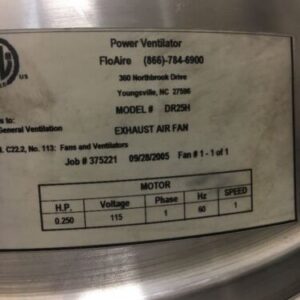 Power Ventilator
FloAire (866)-784-6900
360 Northbrook Drive
Youngsville, NC 27596
MODEL # DR25H
s to:
General Ventilation EXHAUST AIR FAN
C22.2, No. 113: Fans and Ventilators
Job # 375221 09/28/2005 Fan # 1 - 1 of 1
MOTOR
H.P. Voltage Phase Hz SPEED
0.250 115 1 60 1
US